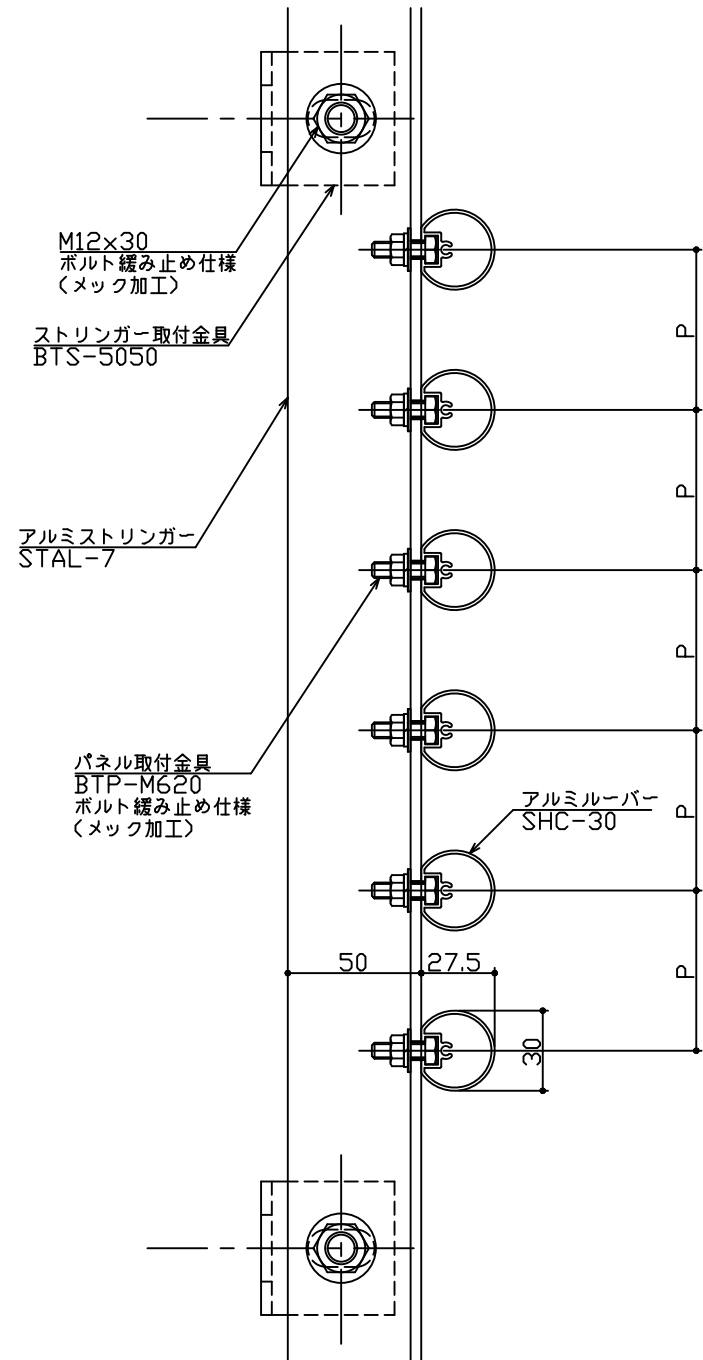 M12×30
ボルト緩み止め仕様
(メック加工)
ストリンガー取付金具
BTS-5050
P
P
アルミストリンガー
STAL-7
P
パネル取付金具
BTP-M620
ボルト緩み止め仕様
(メック加工)
アルミルーバー
SHC-30
P
50
27.5
P
30